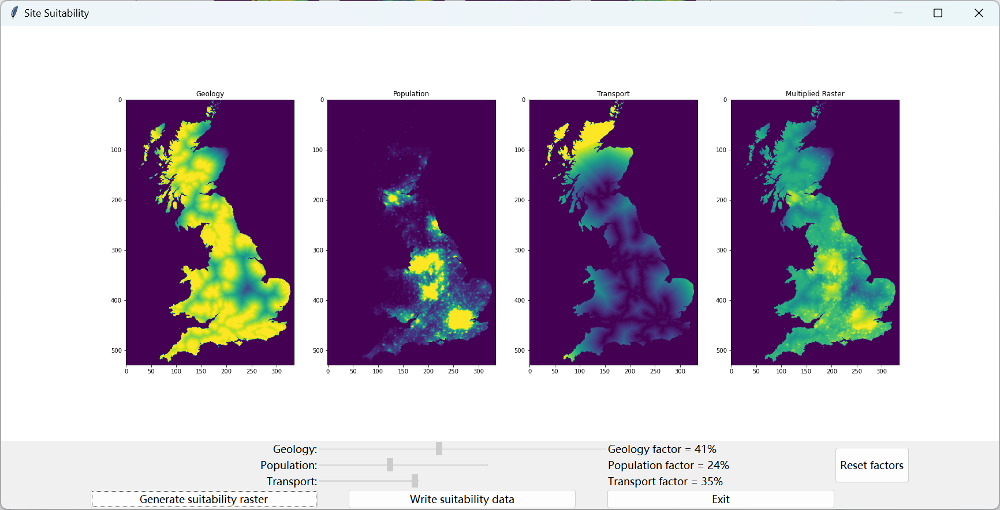 Site Suitability
Geology
Population
Transport
Multiplied Raster
0
100
200
300
400
500
0 50 100 150 200 250 300
0
100
200
300
400
500
0 50 100 150 200 250 300
0
100
200
300
400
500
0 50 100 150 200 250 300
0
100
200
300
400
500
0 50 100 150 200 250 300
Geology: Geology factor = 41%
Population: Population factor = 24%
Transport: Transport factor = 35%
Reset factors
Generate suitability raster
Write suitability data
Exit